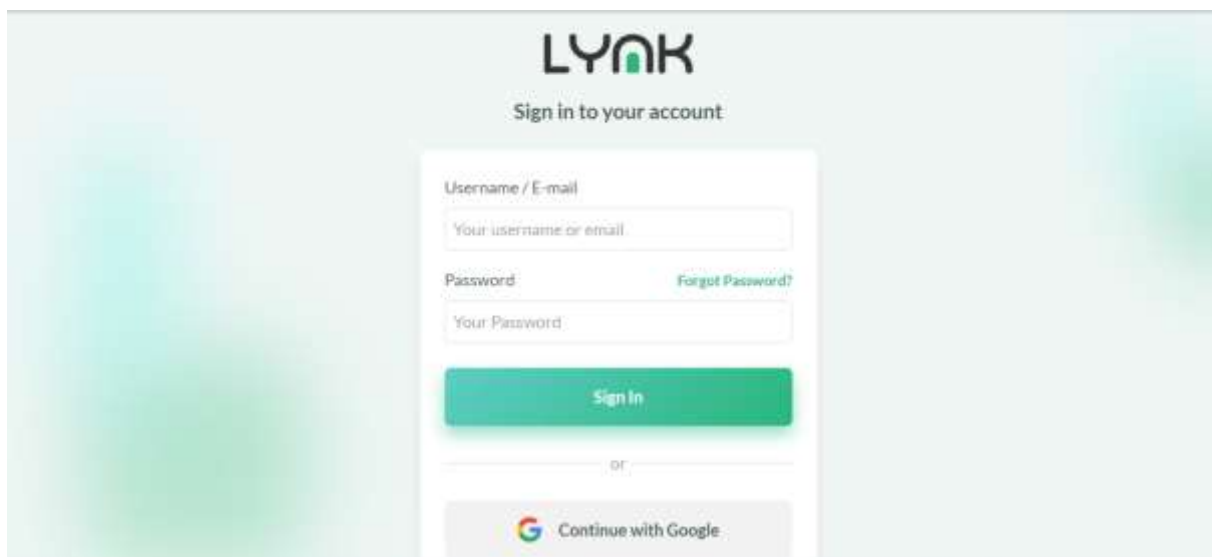 LYNK
Sign in to your account
Username / E-mail
Your username or email
Password Forgot Password?
Your Password
Sign In
or
Continue with Google